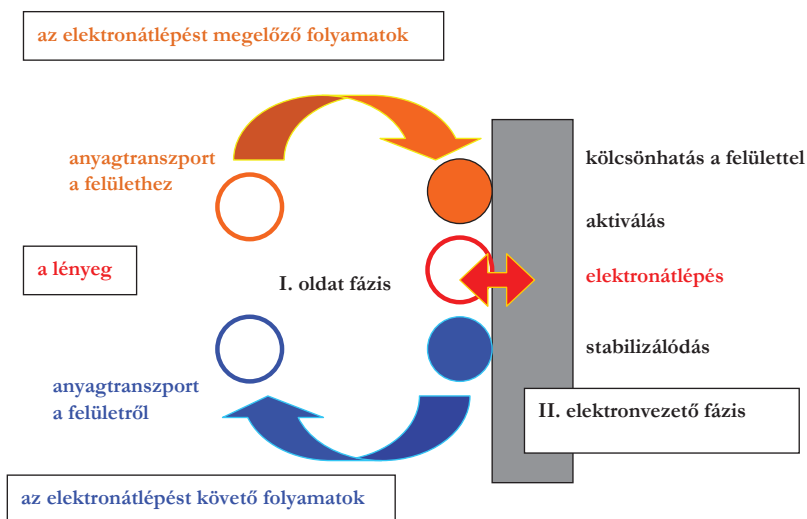 az elektronátlépést megelőző folyamatok
anyagtranszport
a felülethez
kölcsönhatás a felülettel
aktiválás
a lényeg
I. oldat fázis
elektronátlépés
stabilizálódás
anyagtranszport
a felületről
II. elektronvezető fázis
az elektronátlépést követő folyamatok